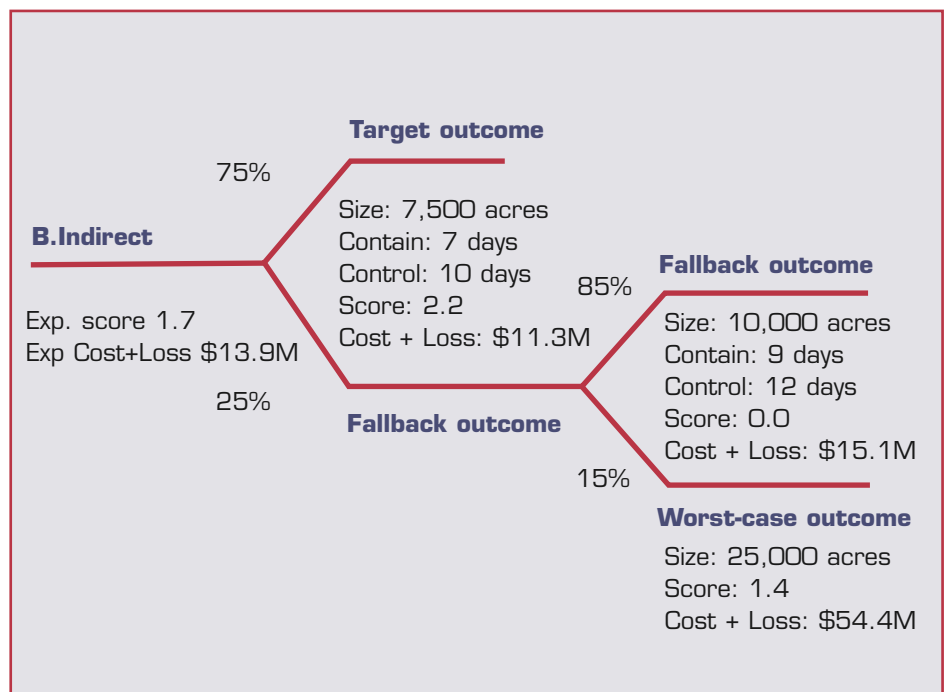 Target outcome
75%
Size: 7,500 acres
Contain: 7 days
Control: 10 days
Score: 2.2
Cost + Loss: $11.3M
B.Indirect
Exp. score 1.7
Exp Cost+Loss $13.9M
25%
Fallback outcome
85%
Fallback outcome
Size: 10,000 acres
Contain: 9 days
Control: 12 days
Score: 0.0
Cost + Loss: $15.1M
15%
Worst-case outcome
Size: 25,000 acres
Score: 1.4
Cost + Loss: $54.4M